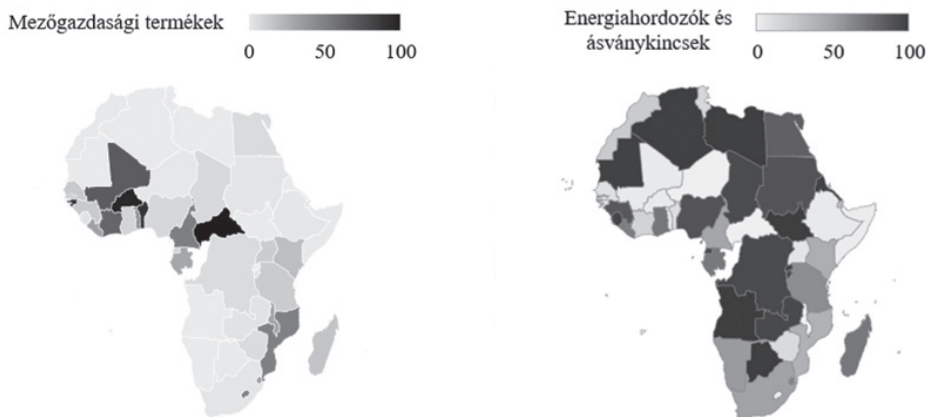 Mezőgazdasági termékek
0 50 100
Energiahordozók és
ásványkincsek
0 50 100